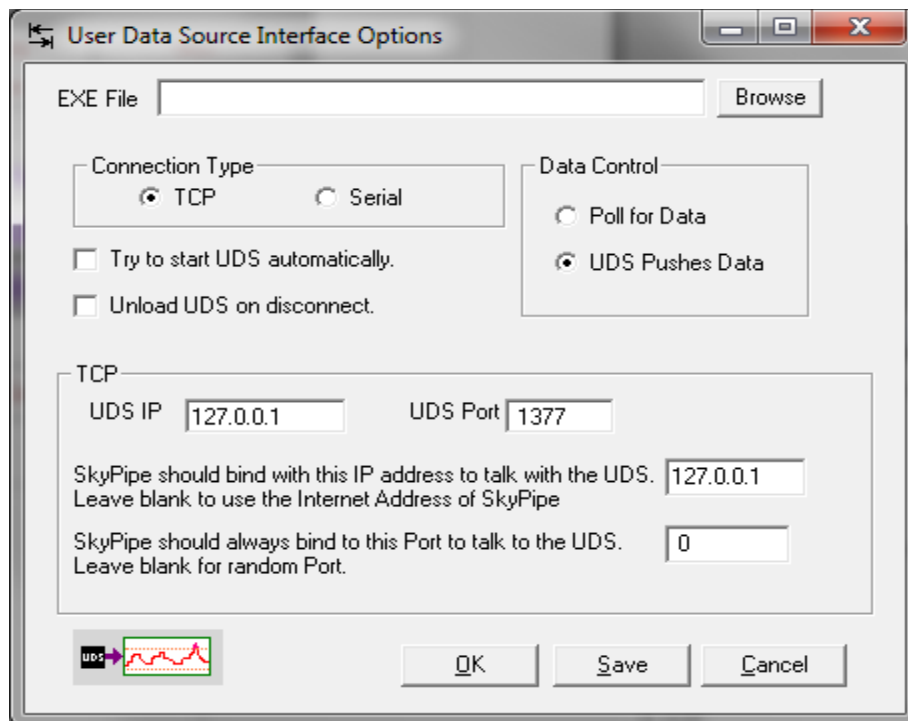 User Data Source Interface Options
EXE File
Browse
Connection Type
TCP
Serial
Data Control
Poll for Data
UDS Pushes Data
Try to start UDS automatically.
Unload UDS on disconnect.
TCP
UDS IP
127.0.0.1
UDS Port
1377
SkyPipe should bind with this IP address to talk with the UDS.
Leave blank to use the Internet Address of SkyPipe
127.0.0.1
SkyPipe should always bind to this Port to talk to the UDS.
Leave blank for random Port.
0
UDS
OK
Save
Cancel